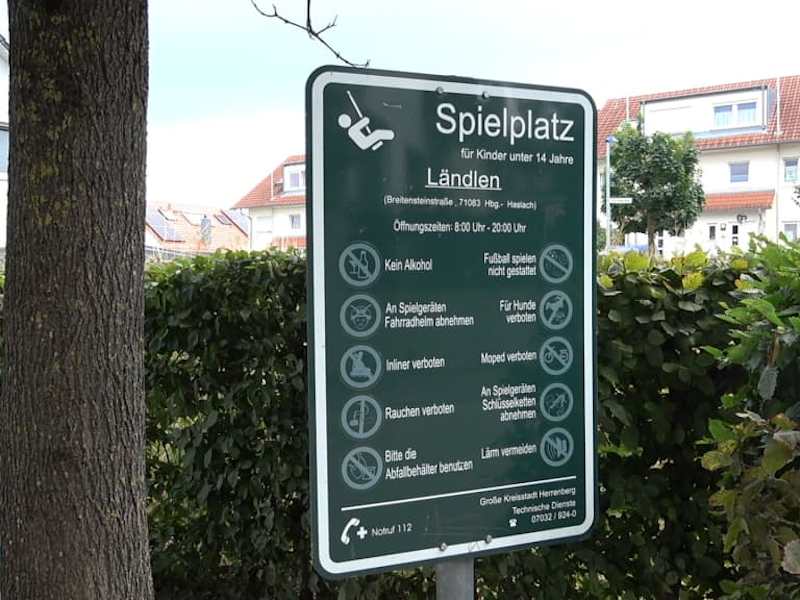 Spielplatz
für Kinder unter 14 Jahre
Ländlen
(Breitensteinstraße , 71083 Hbg.- Haslach)
Öffnungszeiten: 8:00 Uhr - 20:00 Uhr
Kein Alkohol
Fußball spielen
nicht gestattet
An Spielgeräten
Fahrradhelm abnehmen
Für Hunde
verboten
Inliner verboten
Moped verboten
Rauchen verboten
An Spielgeräten
Schlüsselketten
abnehmen
Bitte die
Abfallbehälter benutzen
Lärm vermeiden
Große Kreisstadt Herrenberg
Technische Dienste
07032 / 924-0
Notruf 112